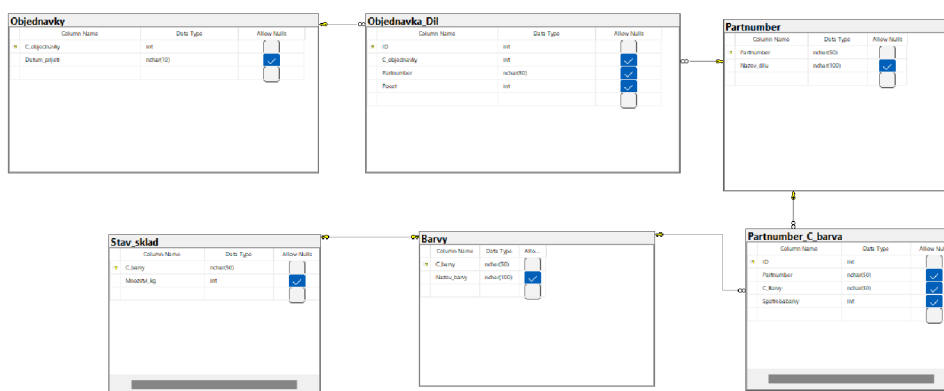 Objednavky
Column Name Data Type Allow Nulls
C_objednavky int
Datum_prijeti nchar(10)
Objednavka_Dil
Column Name Data Type Allow Nulls
ID int
C_objednavky int
Partnumber nchar(50)
Pocet int
Partnumber
Column Name Data Type Allow Nulls
Partnumber nchar(50)
Nazev_dilu nchar(100)
Stav_sklad
Column Name Data Type Allow Nulls
C_barvy nchar(50)
Mnozstvi_kg int
Barvy
Column Name Data Type Allo...
C_barvy nchar(50)
Nazev_barvy nchar(100)
Partnumber_C_barva
Column Name Data Type Allow Nul
ID int
Partnumber nchar(50)
C_Barvy nchar(50)
Spotrebabarvy int